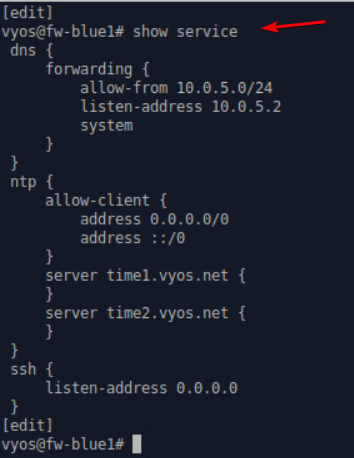 [edit]
vyos@fw-blue1# show service
 dns {
     forwarding {
         allow-from 10.0.5.0/24
         listen-address 10.0.5.2
         system
     }
 }
 ntp {
     allow-client {
         address 0.0.0.0/0
         address ::/0
     }
     server time1.vyos.net {
     }
     server time2.vyos.net {
     }
 }
 ssh {
     listen-address 0.0.0.0
 }
[edit]
vyos@fw-blue1#